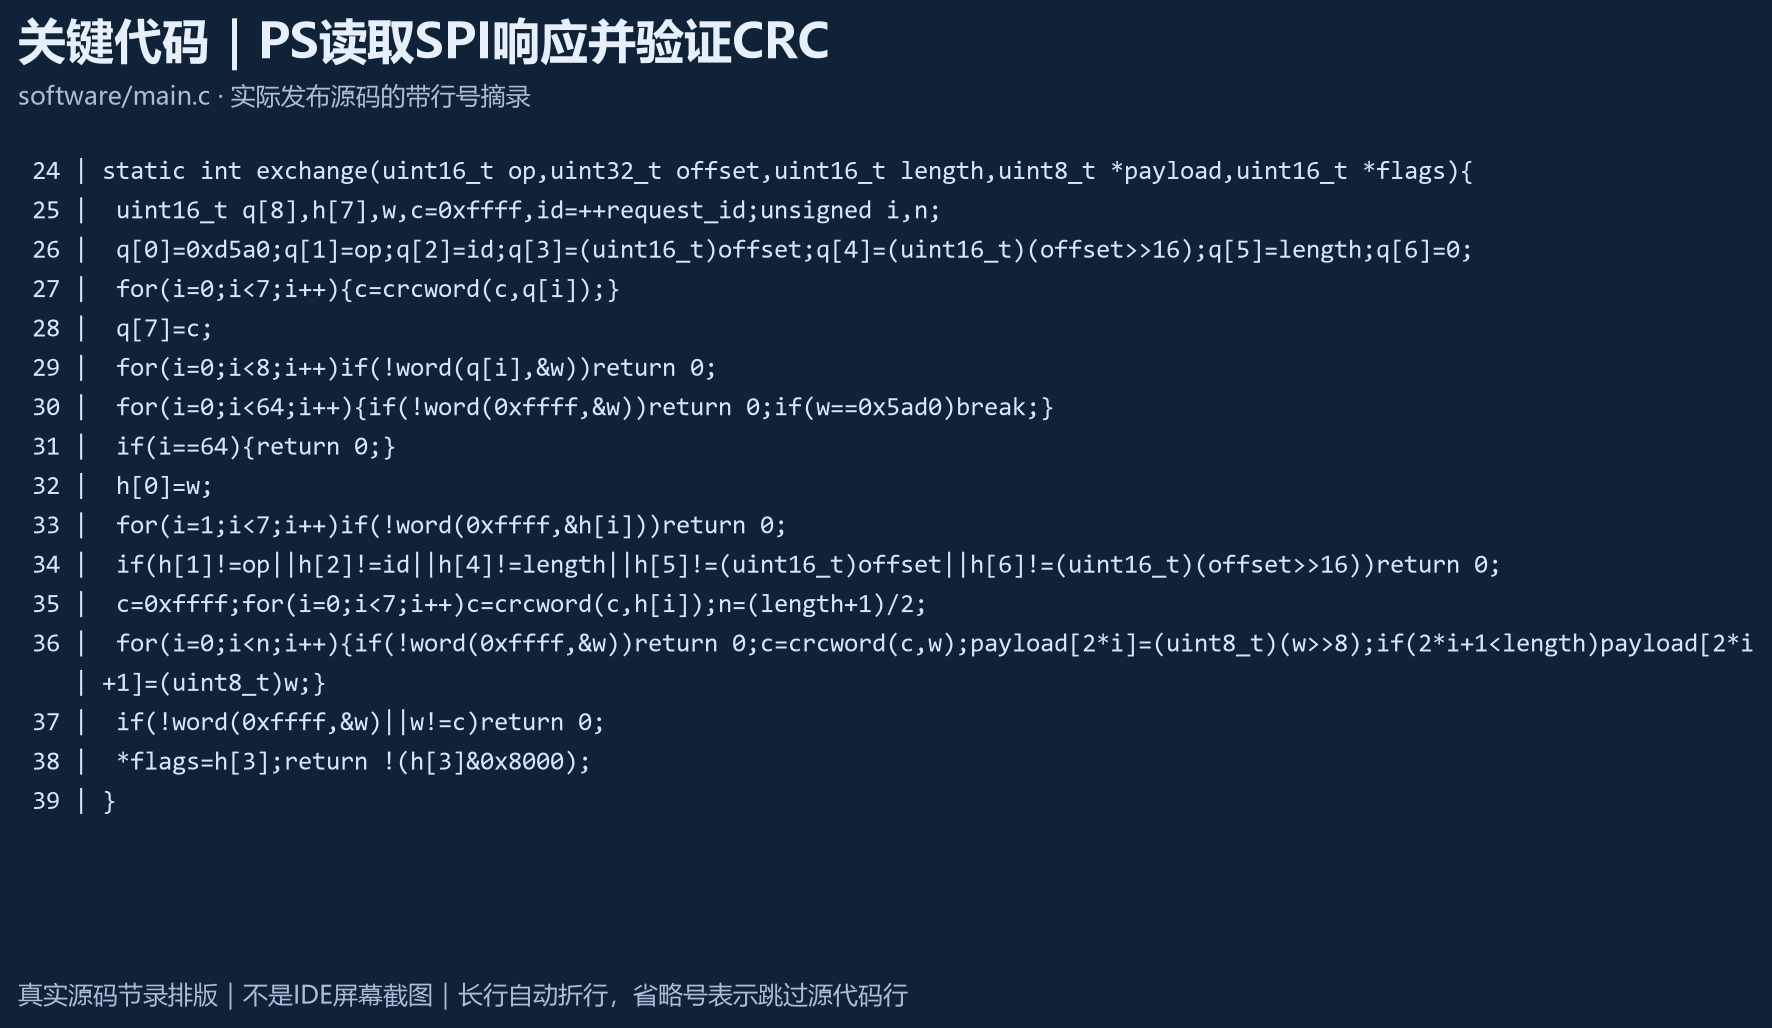 关键代码｜PS读取SPI响应并验证CRC
software/main.c · 实际发布源码的带行号摘录
24 | static int exchange(uint16_t op,uint32_t offset,uint16_t length,uint8_t *payload,uint16_t *flags){
25 |  uint16_t q[8],h[7],w,c=0xffff,id=++request_id;unsigned i,n;
26 |  q[0]=0xd5a0;q[1]=op;q[2]=id;q[3]=(uint16_t)offset;q[4]=(uint16_t)(offset>>16);q[5]=length;q[6]=0;
27 |  for(i=0;i<7;i++){c=crcword(c,q[i]);}
28 |  q[7]=c;
29 |  for(i=0;i<8;i++)if(!word(q[i],&w))return 0;
30 |  for(i=0;i<64;i++){if(!word(0xffff,&w))return 0;if(w==0x5ad0)break;}
31 |  if(i==64){return 0;}
32 |  h[0]=w;
33 |  for(i=1;i<7;i++)if(!word(0xffff,&h[i]))return 0;
34 |  if(h[1]!=op||h[2]!=id||h[4]!=length||h[5]!=(uint16_t)offset||h[6]!=(uint16_t)(offset>>16))return 0;
35 |  c=0xffff;for(i=0;i<7;i++)c=crcword(c,h[i]);n=(length+1)/2;
36 |  for(i=0;i<n;i++){if(!word(0xffff,&w))return 0;c=crcword(c,w);payload[2*i]=(uint8_t)(w>>8);if(2*i+1<length)payload[2*i
| +1]=(uint8_t)w;}
37 |  if(!word(0xffff,&w)||w!=c)return 0;
38 |  *flags=h[3];return !(h[3]&0x8000);
39 | }
真实源码节录排版｜不是IDE屏幕截图｜长行自动折行，省略号表示跳过源代码行